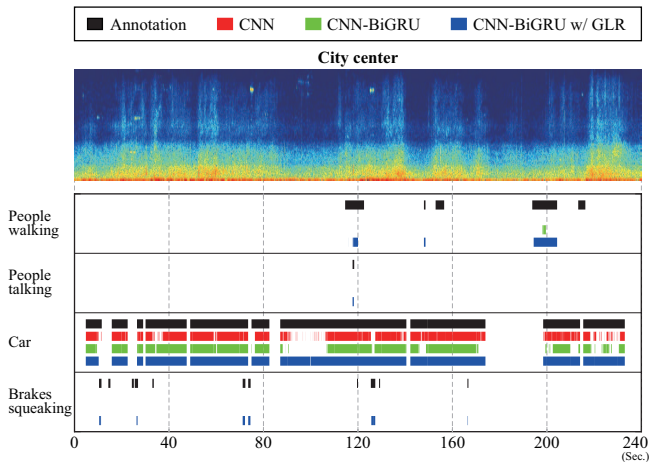 Annotation CNN CNN-BiGRU CNN-BiGRU w/ GLR
City center
People
walking
People
talking
Car
Brakes
squeaking
0 40 80 120 160 200 240
(Sec.)